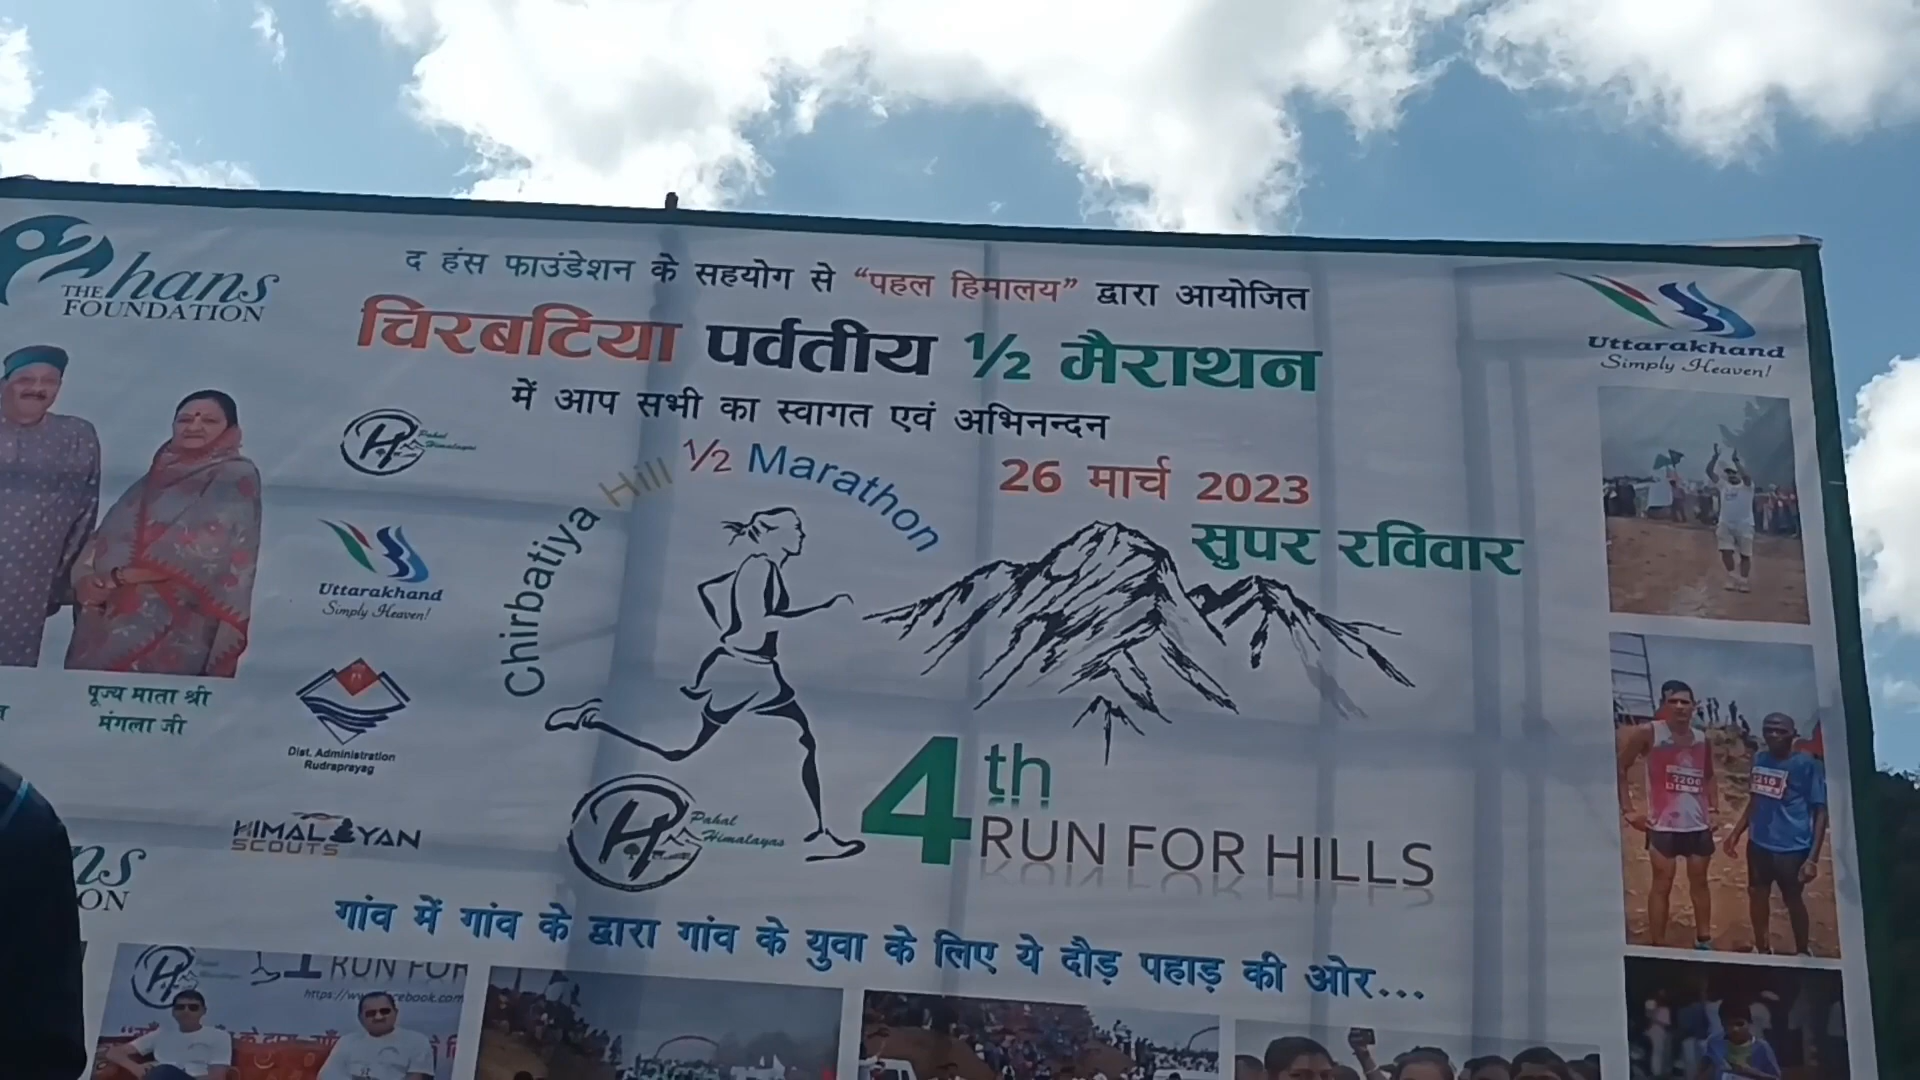 द हंस फाउंडेशन के सहयोग से “पहल हिमालय” द्वारा आयोजित
hans
THE
FOUNDATION
चिरबटिया पर्वतीय ½ मैराथन
Uttarakhand
Simply Heaven!
में आप सभी का स्वागत एवं अभिनन्दन
Pahal
Himalayas
Chirbatiya Hill ½ Marathon
26 मार्च 2023
सुपर रविवार
Uttarakhand
Simply Heaven!
पूज्य माता श्री
मंगला जी
Dist. Administration
Rudraprayag
4th
RUN FOR HILLS
Pahal
Himalayas
HIMALAYAN
SCOUTS
गांव में गांव के द्वारा गांव के युवा के लिए ये दौड़ पहाड़ की ओर...
RUN FOR